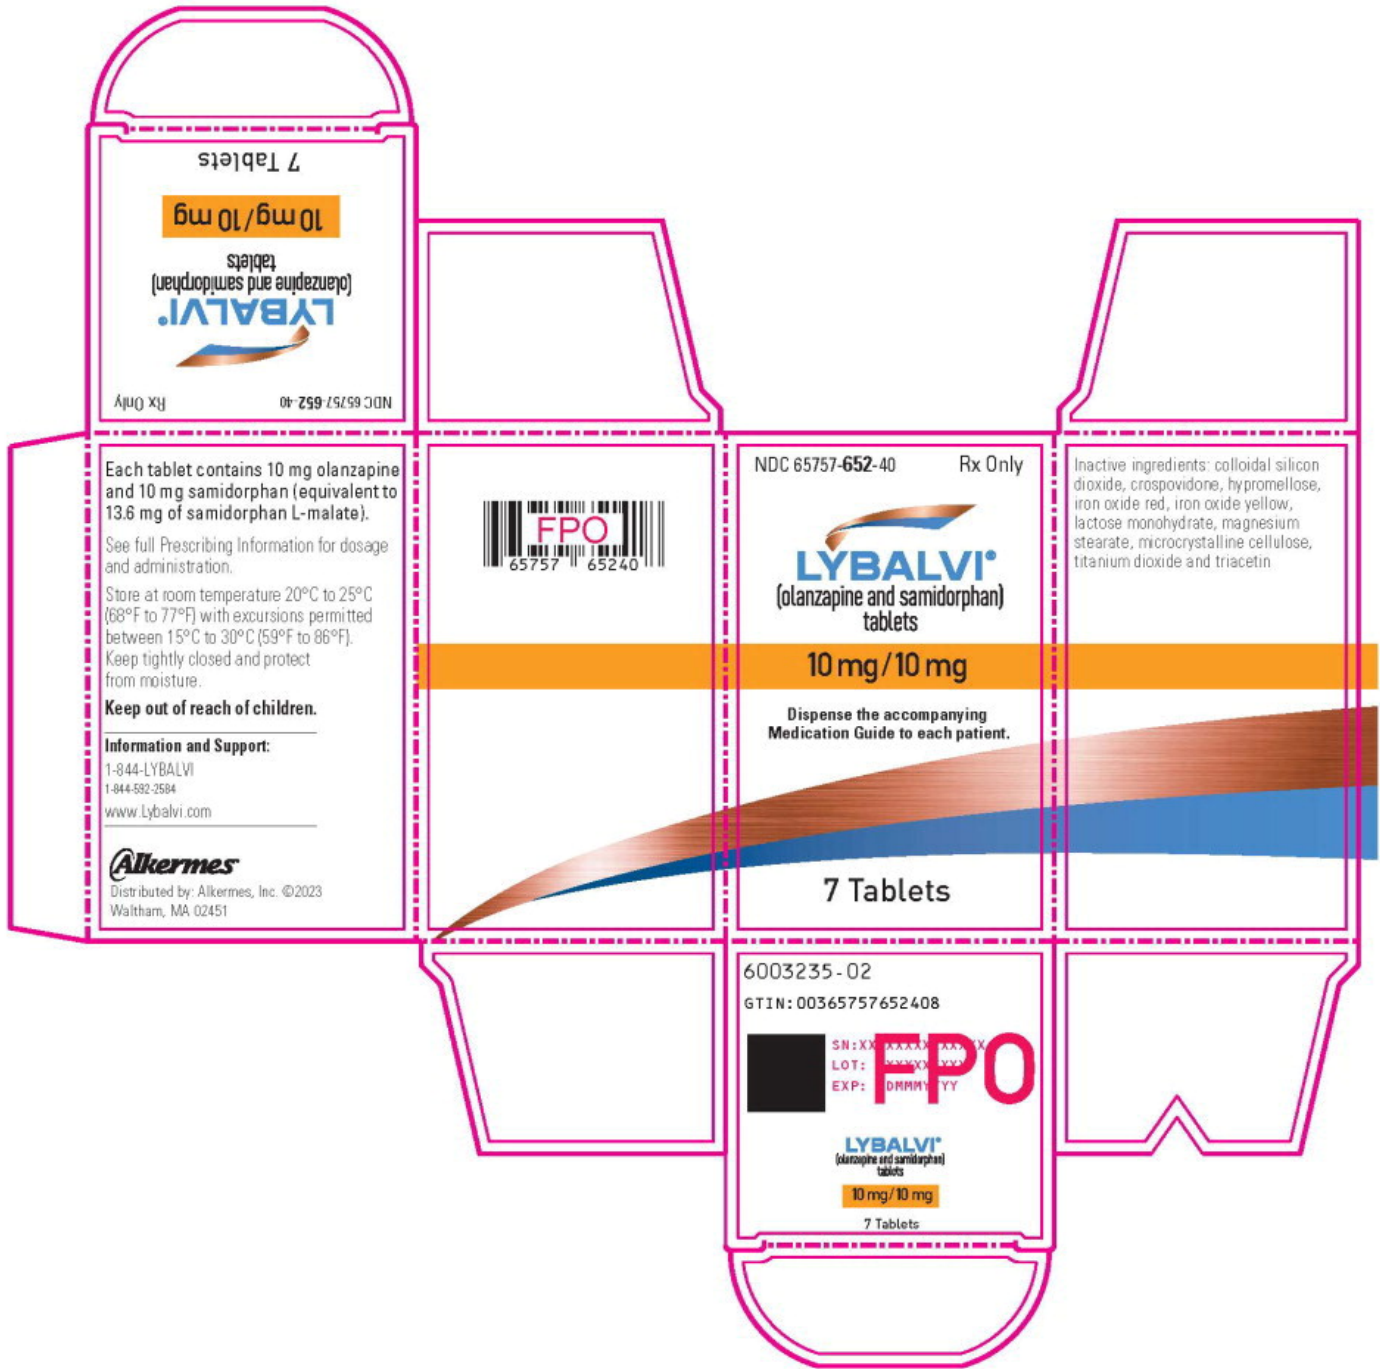 7 Tablets
10 mg/10 mg
tablets
(olanzapine and samidorphan)
LYBALVI®
Rx Only
NDC 65757-652-40
Each tablet contains 10 mg olanzapine
and 10 mg samidorphan (equivalent to
13.6 mg of samidorphan L-malate).
See full Prescribing Information for dosage
and administration.
Store at room temperature 20°C to 25°C
(68°F to 77°F) with excursions permitted
between 15°C to 30°C (59°F to 86°F).
Keep tightly closed and protect
from moisture.
Keep out of reach of children.
Information and Support:
1-844-LYBALVI
1-844-592-2584
www.Lybalvi.com
Alkermes®
Distributed by: Alkermes, Inc. ©2023
Waltham, MA 02451
FPO
65757 65240
NDC 65757-652-40 Rx Only
LYBALVI®
(olanzapine and samidorphan)
tablets
10 mg/10 mg
Dispense the accompanying
Medication Guide to each patient.
7 Tablets
Inactive ingredients: colloidal silicon
dioxide, crospovidone, hypromellose,
iron oxide red, iron oxide yellow,
lactose monohydrate, magnesium
stearate, microcrystalline cellulose,
titanium dioxide and triacetin
6003235-02
GTIN:00365757652408
SN:
LOT:
EXP:
FPO
LYBALVI®
(olanzapine and samidorphan)
tablets
10 mg/10 mg
7 Tablets